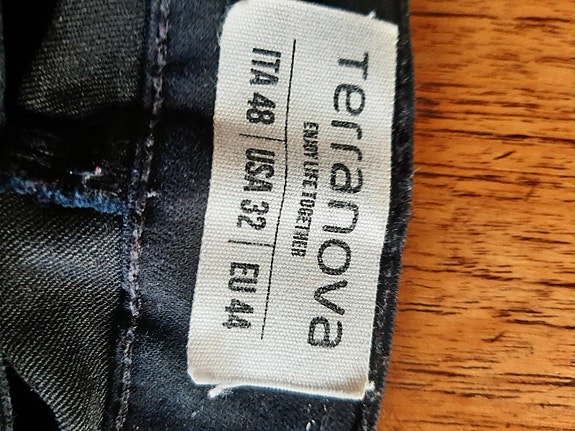 Terranova
ENJOY LIFE TOGETHER
ITA 48 | USA 32 | EU 44